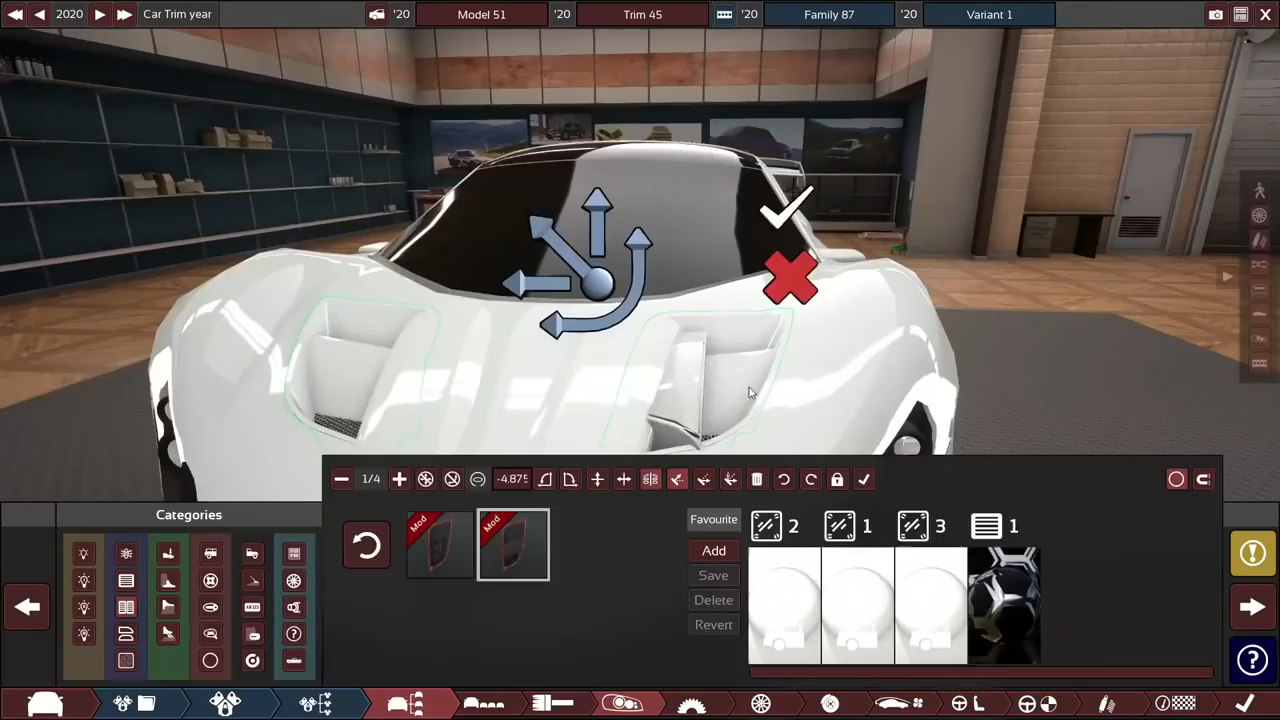 2020 Car Trim year '20 Model 51 '20 Trim 45 '20 Family 87 '20 Variant 1
1/4 -4.875
Categories
Mod Mod
Favourite 2 1 3 1
Add
Save
Delete
Revert